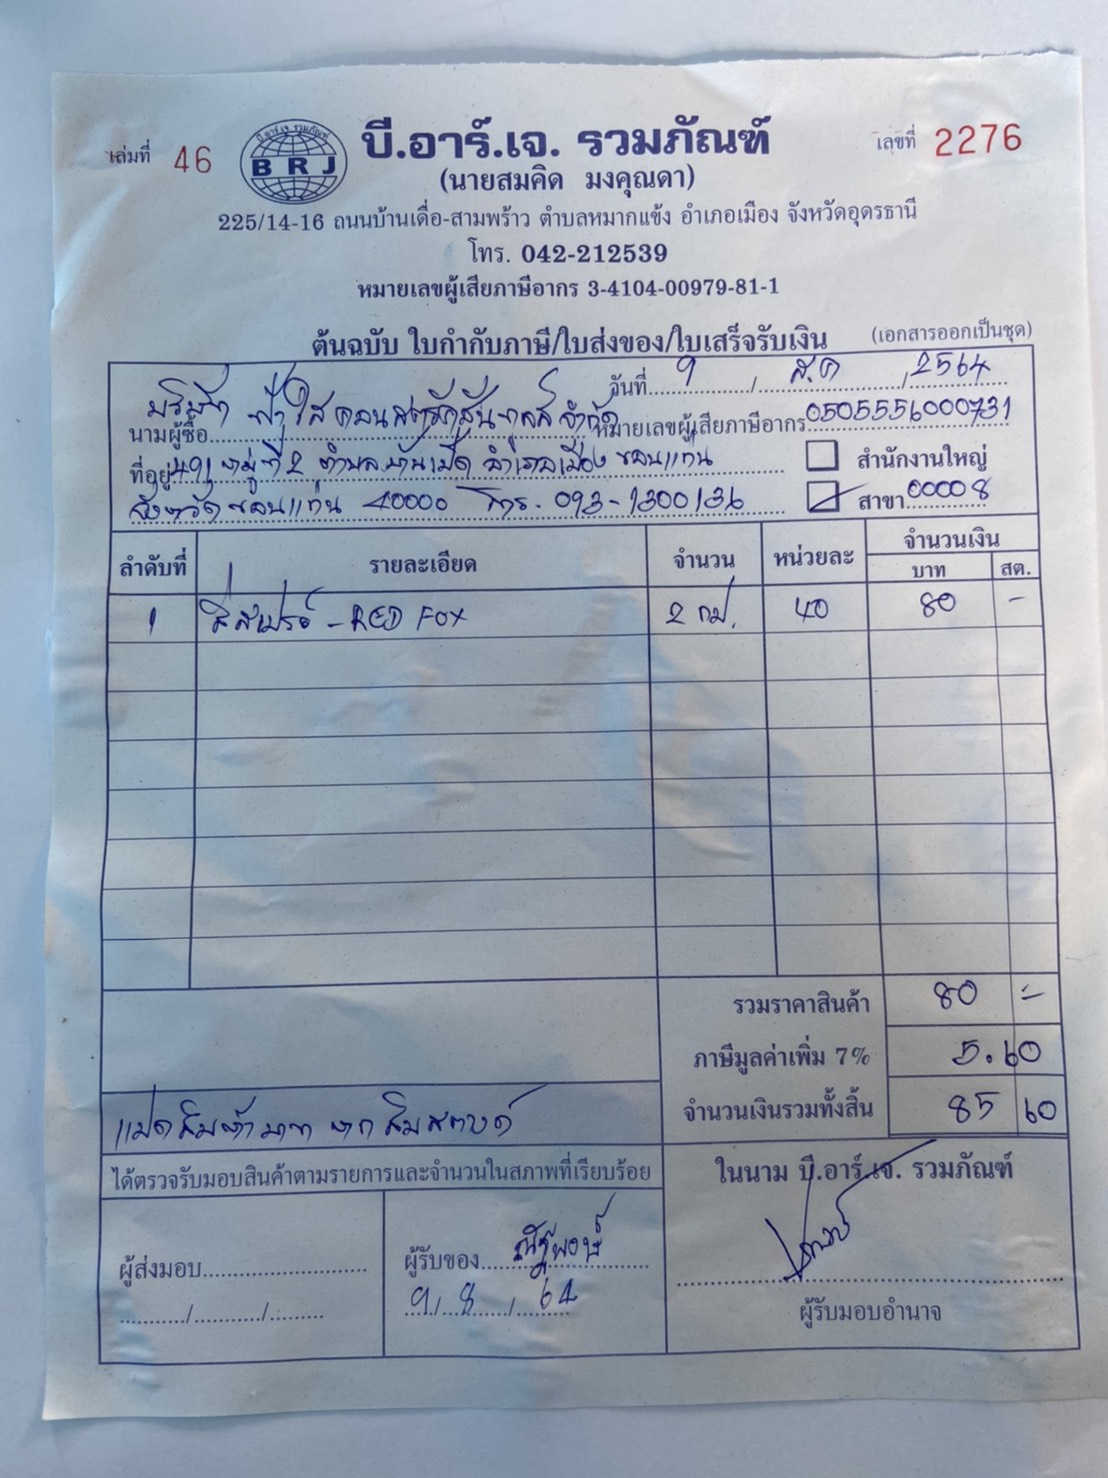 เล่มที่ 46
บี.อาร์.เจ. รวมภัณฑ์
BRJ
บี.อาร์.เจ. รวมภัณฑ์
เลขที่ 2276
(นายสมคิด มงคุณดา)
225/14-16 ถนนบ้านเดื่อ-สามพร้าว ตำบลหมากแข้ง อำเภอเมือง จังหวัดอุดรธานี
โทร. 042-212539
หมายเลขผู้เสียภาษีอากร 3-4104-00979-81-1
ต้นฉบับ ใบกำกับภาษี/ใบส่งของ/ใบเสร็จรับเงิน (เอกสารออกเป็นชุด)
วันที่ 9 / ส.ค / 2564
นามผู้ซื้อ บริษัท ฟ้าใสคอนสตรัคชั่นทูลส์ จำกัด หมายเลขผู้เสียภาษีอากร 0505556000731
ที่อยู่ 491 หมู่ที่ 2 ตำบลบ้านเป็ด อำเภอเมืองขอนแก่น สำนักงานใหญ่
จังหวัดขอนแก่น 40000 โทร. 093-1300136 สาขา 00008
ลำดับที่ รายละเอียด จำนวน หน่วยละ จำนวนเงิน
บาท สต.
1 สีสเปรย์ - RED FOX 2 กป. 40 80 -
รวมราคาสินค้า 80 -
ภาษีมูลค่าเพิ่ม 7% 5.60
จำนวนเงินรวมทั้งสิ้น 85 60
แปดสิบห้าบาทหกสิบสตางค์
ได้ตรวจรับมอบสินค้าตามรายการและจำนวนในสภาพที่เรียบร้อย
ในนาม บี.อาร์.เจ. รวมภัณฑ์
ผู้ส่งมอบ
ผู้รับของ ณัฐพงษ์
9 / 8 / 64
ผู้รับมอบอำนาจ